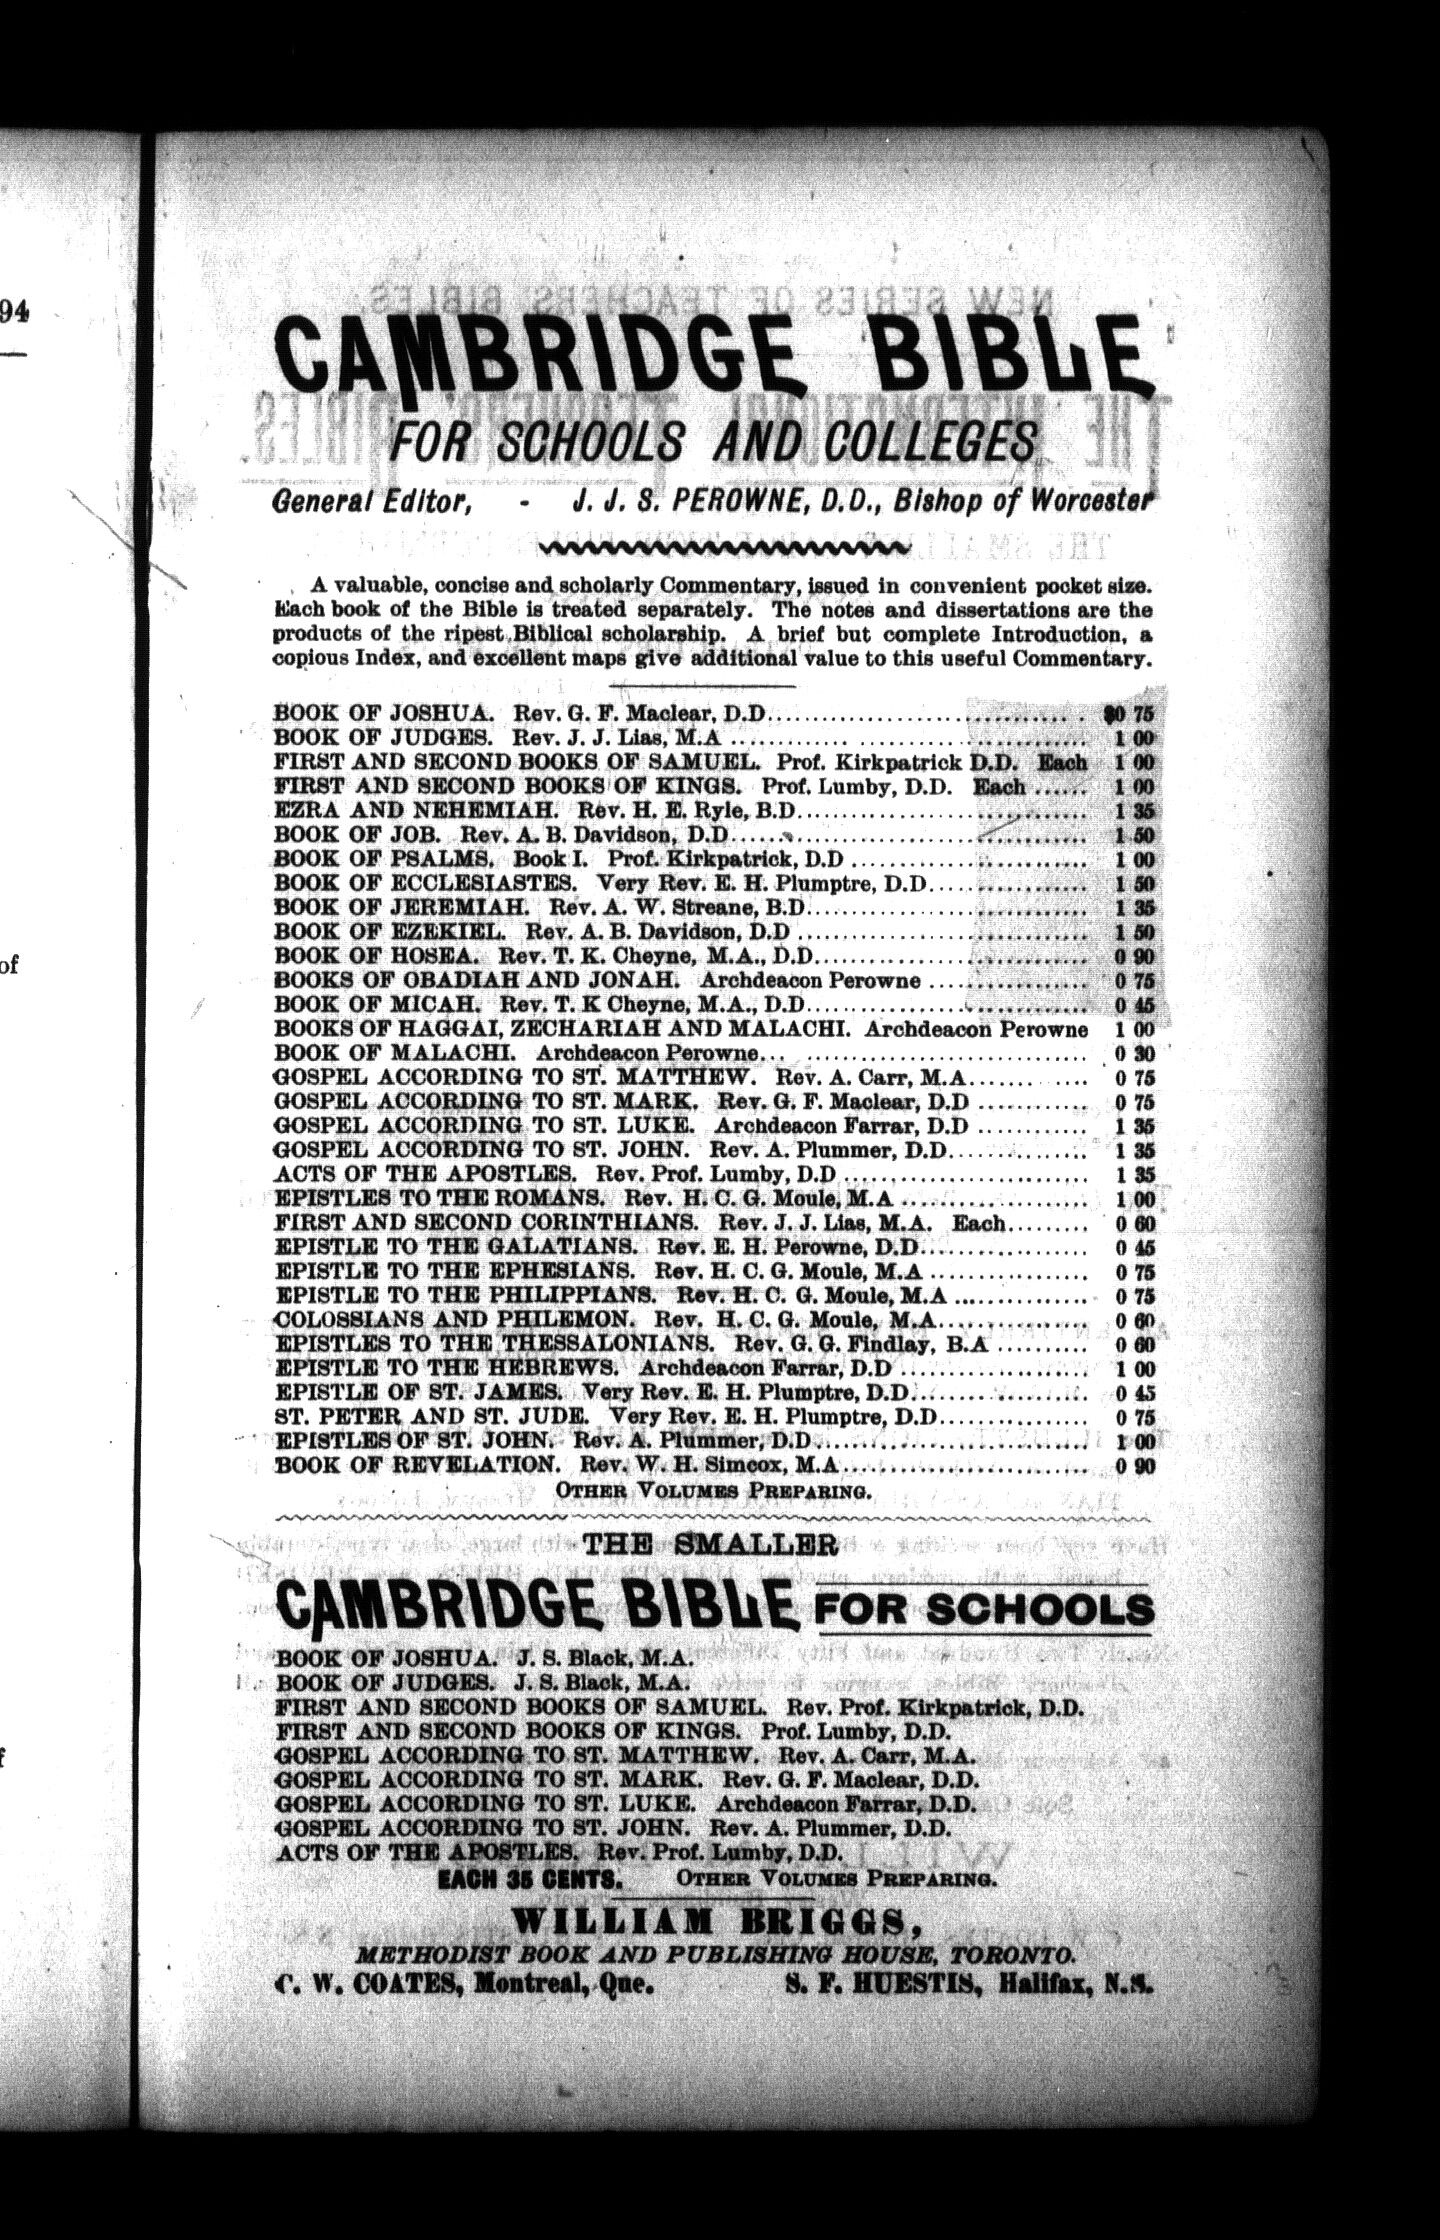 94
of
f
CAMBRIDGE BIBLE
FOR SCHOOLS AND COLLEGES
General Editor, - J. J. S. PEROWNE, D.D., Bishop of Worcester
A valuable, concise and scholarly Commentary, issued in convenient pocket size.
Each book of the Bible is treated separately. The notes and dissertations are the
products of the ripest Biblical scholarship. A brief but complete Introduction, a
copious Index, and excellent maps give additional value to this useful Commentary.
BOOK OF JOSHUA. Rev. G. F. Maclear, D.D. $0 75
BOOK OF JUDGES. Rev. J. J. Lias, M.A 1 00
FIRST AND SECOND BOOKS OF SAMUEL. Prof. Kirkpatrick D.D. Each 1 00
FIRST AND SECOND BOOKS OF KINGS. Prof. Lumby, D.D. Each 1 00
EZRA AND NEHEMIAH. Rev. H. E. Ryle, B.D. 1 35
BOOK OF JOB. Rev. A. B. Davidson, D.D. 1 50
BOOK OF PSALMS. Book I. Prof. Kirkpatrick, D.D 1 00
BOOK OF ECCLESIASTES. Very Rev. E. H. Plumptre, D.D. 1 50
BOOK OF JEREMIAH. Rev. A. W. Streane, B.D. 1 35
BOOK OF EZEKIEL. Rev. A. B. Davidson, D.D 1 50
BOOK OF HOSEA. Rev. T. K. Cheyne, M.A., D.D. 0 90
BOOKS OF OBADIAH AND JONAH. Archdeacon Perowne 0 75
BOOK OF MICAH. Rev. T. K Cheyne, M.A., D.D. 0 45
BOOKS OF HAGGAI, ZECHARIAH AND MALACHI. Archdeacon Perowne 1 00
BOOK OF MALACHI. Archdeacon Perowne 0 30
GOSPEL ACCORDING TO ST. MATTHEW. Rev. A. Carr, M.A. 0 75
GOSPEL ACCORDING TO ST. MARK. Rev. G. F. Maclear, D.D 0 75
GOSPEL ACCORDING TO ST. LUKE. Archdeacon Farrar, D.D 1 35
GOSPEL ACCORDING TO ST. JOHN. Rev. A. Plummer, D.D. 1 35
ACTS OF THE APOSTLES. Rev. Prof. Lumby, D.D 1 35
EPISTLES TO THE ROMANS. Rev. H. C. G. Moule, M.A 1 00
FIRST AND SECOND CORINTHIANS. Rev. J. J. Lias, M.A. Each 0 60
EPISTLE TO THE GALATIANS. Rev. E. H. Perowne, D.D. 0 45
EPISTLE TO THE EPHESIANS. Rev. H. C. G. Moule, M.A 0 75
EPISTLE TO THE PHILIPPIANS. Rev. H. C. G. Moule, M.A 0 75
COLOSSIANS AND PHILEMON. Rev. H. C. G. Moule, M.A. 0 60
EPISTLES TO THE THESSALONIANS. Rev. G. G. Findlay, B.A 0 60
EPISTLE TO THE HEBREWS. Archdeacon Farrar, D.D 1 00
EPISTLE OF ST. JAMES. Very Rev. E. H. Plumptre, D.D. 0 45
ST. PETER AND ST. JUDE. Very Rev. E. H. Plumptre, D.D. 0 75
EPISTLES OF ST. JOHN. Rev. A. Plummer, D.D. 1 00
BOOK OF REVELATION. Rev. W. H. Simcox, M.A 0 90
OTHER VOLUMES PREPARING.
THE SMALLER
CAMBRIDGE BIBLE FOR SCHOOLS
BOOK OF JOSHUA. J. S. Black, M.A.
BOOK OF JUDGES. J. S. Black, M.A.
FIRST AND SECOND BOOKS OF SAMUEL. Rev. Prof. Kirkpatrick, D.D.
FIRST AND SECOND BOOKS OF KINGS. Prof. Lumby, D.D.
GOSPEL ACCORDING TO ST. MATTHEW. Rev. A. Carr, M.A.
GOSPEL ACCORDING TO ST. MARK. Rev. G. F. Maclear, D.D.
GOSPEL ACCORDING TO ST. LUKE. Archdeacon Farrar, D.D.
GOSPEL ACCORDING TO ST. JOHN. Rev. A. Plummer, D.D.
ACTS OF THE APOSTLES. Rev. Prof. Lumby, D.D.
EACH 35 CENTS. OTHER VOLUMES PREPARING.
WILLIAM BRIGGS,
METHODIST BOOK AND PUBLISHING HOUSE, TORONTO.
C. W. COATES, Montreal, Que. S. F. HUESTIS, Halifax, N.S.